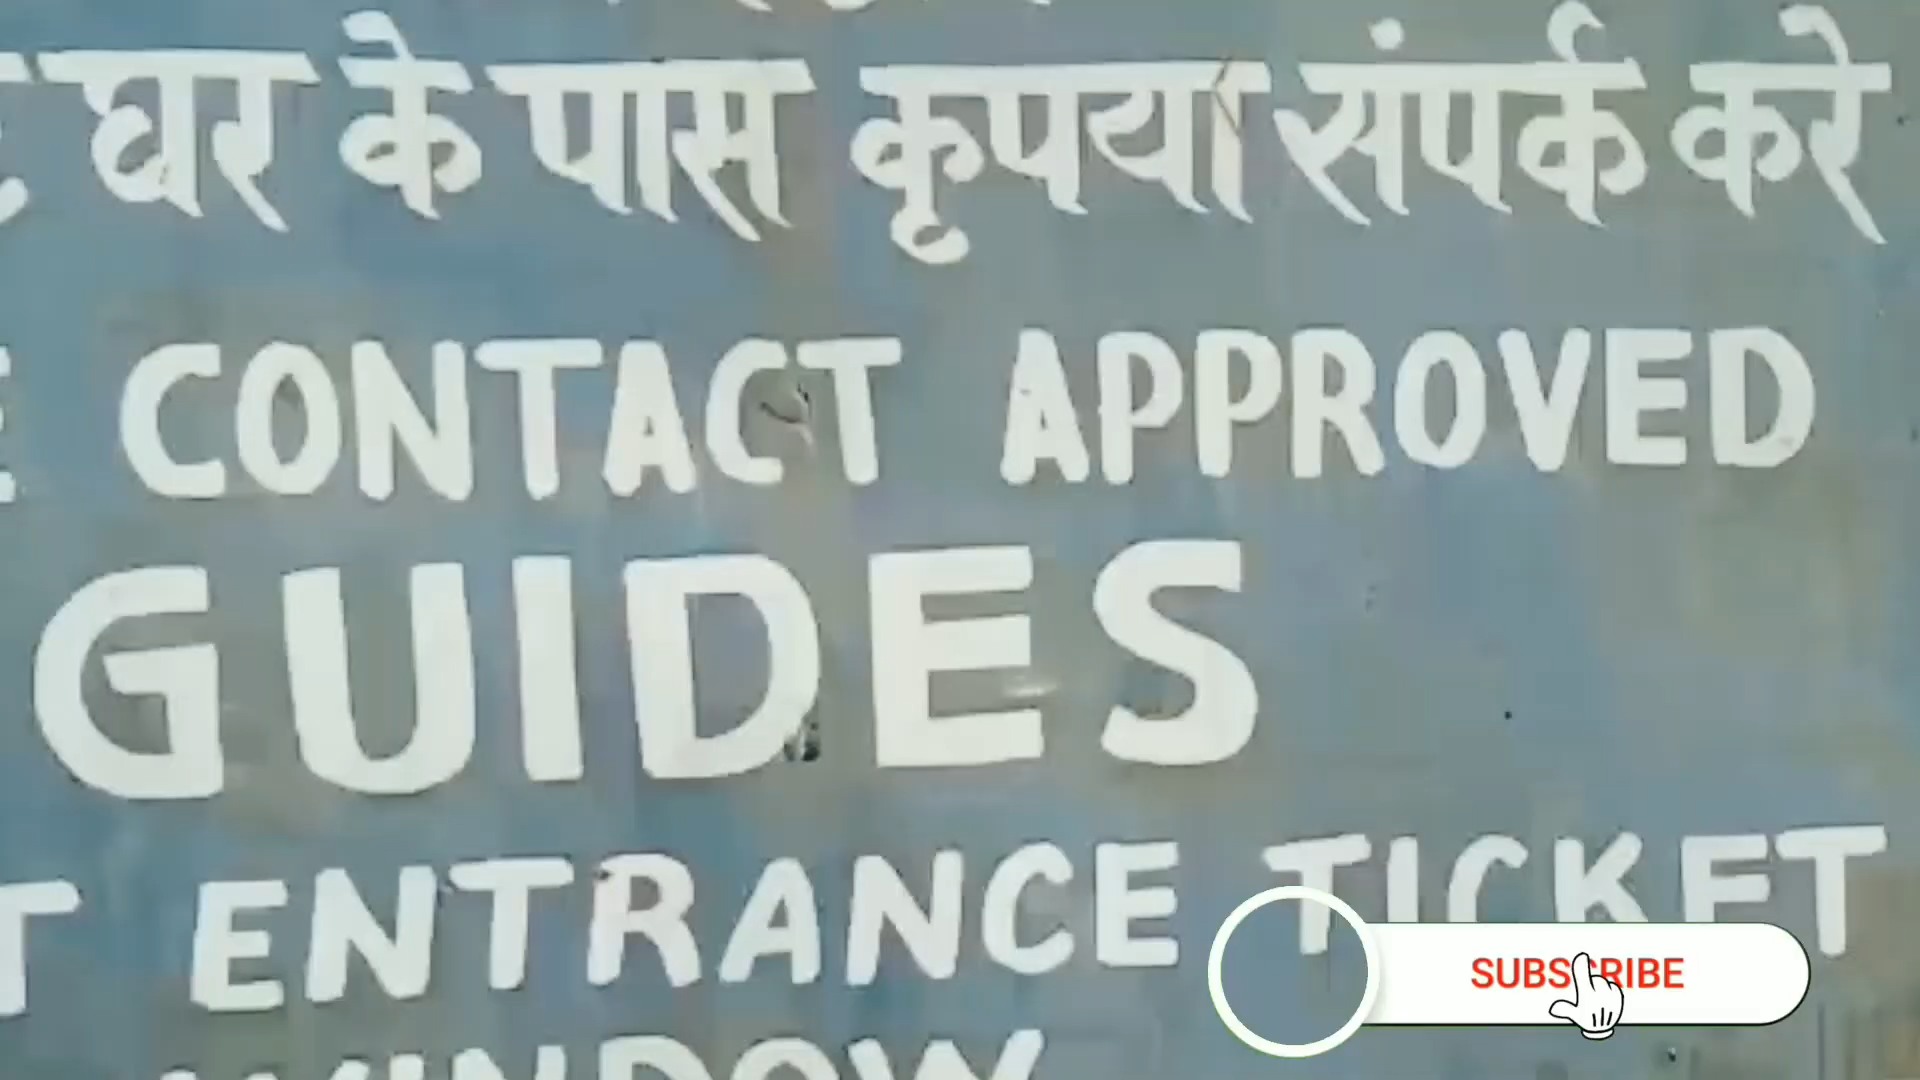 घर के पास कृपया संपर्क करे
CONTACT APPROVED
GUIDES
ENTRANCE TICKET
WINDOW
SUBSCRIBE